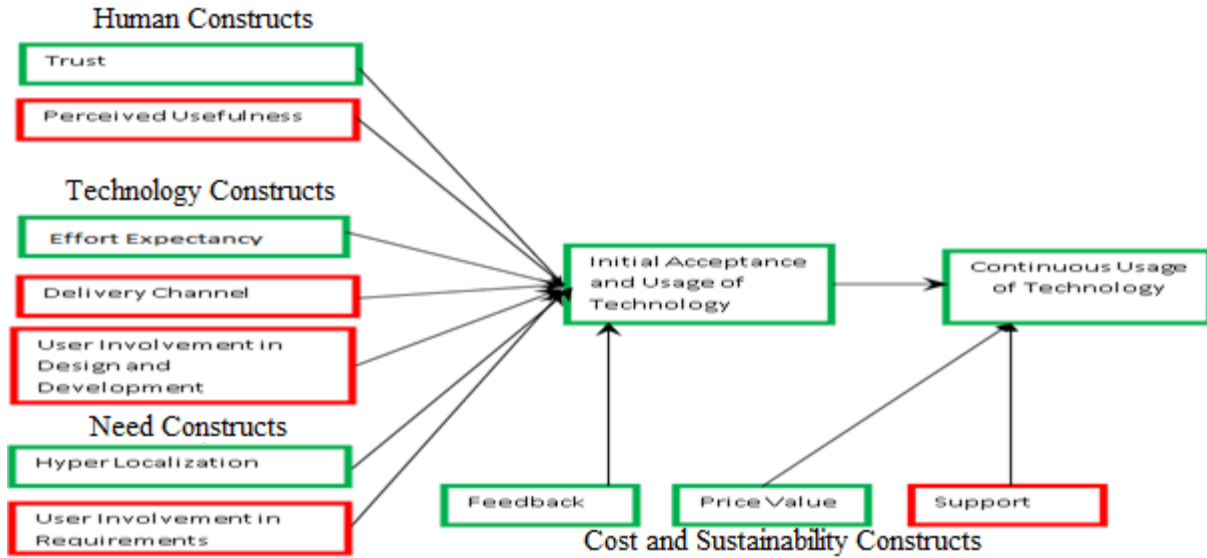 Human Constructs
Trust
Perceived Usefulness
Technology Constructs
Effort Expectancy
Delivery Channel
User Involvement in
Design and
Development
Need Constructs
Hyper Localization
User Involvement in
Requirements
Initial Acceptance
and Usage of
Technology
Continuous Usage
of Technology
Feedback
Price Value
Support
Cost and Sustainability Constructs